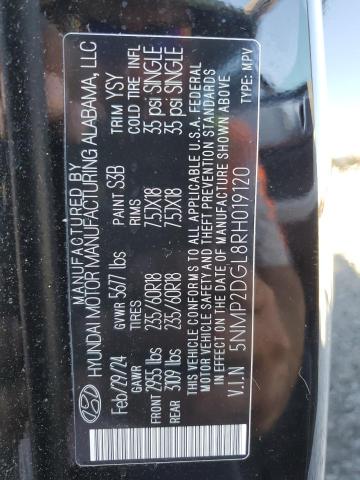 MANUFACTURED BY
HYUNDAI MOTOR MANUFACTURING ALABAMA, LLC
Feb/29/24 GVWR 5677 lbs PAINT S3B TRIM YSY
GAWR TIRES RIMS COLD TIRE INFL
FRONT 2955 lbs 235/60R18 7.5JX18 35 psi SINGLE
REAR 3109 lbs 235/60R18 7.5JX18 35 psi SINGLE
THIS VEHICLE CONFORMS TO ALL APPLICABLE U.S.A. FEDERAL
MOTOR VEHICLE SAFETY AND THEFT PREVENTION STANDARDS
IN EFFECT ON THE DATE OF MANUFACTURE SHOWN ABOVE
V.I.N 5NMP2DGL8RH019120 TYPE: MPV